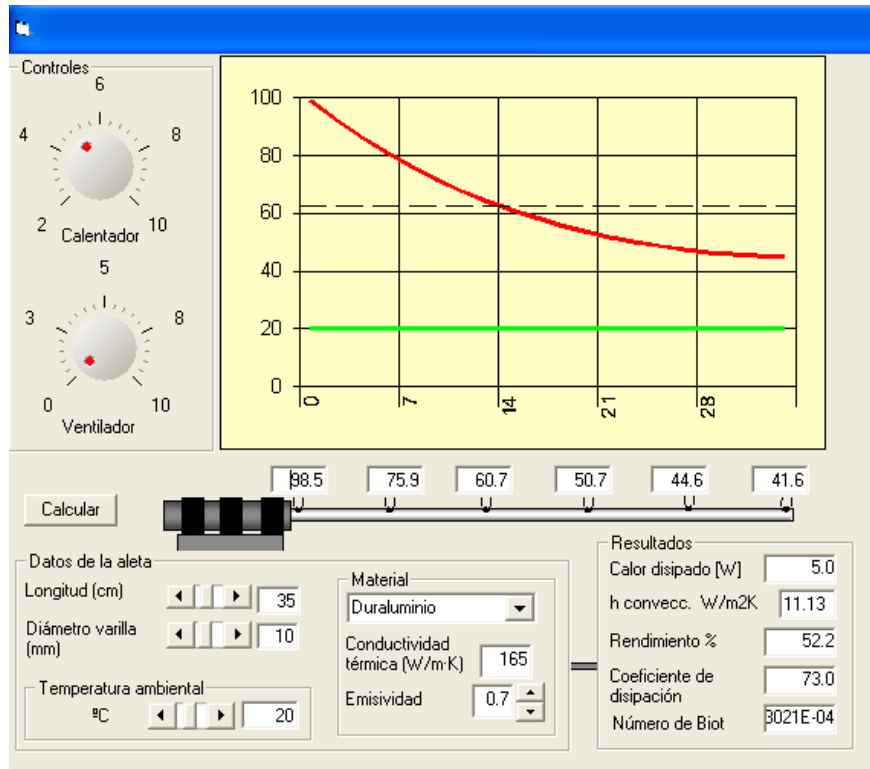 Controles
6
4
8
2
10
Calentador
5
3
8
0
10
Ventilador
100
80
60
40
20
0
0
7
14
21
28
98.5
75.9
60.7
50.7
44.6
41.6
Calcular
Datos de la aleta
Longitud (cm)
35
Diámetro varilla
(mm)
10
Temperatura ambiental
ºC
20
Material
Duraluminio
Conductividad
térmica (W/m·K)
165
Emisividad
0.7
Resultados
Calor disipado [W]
5.0
h convecc. W/m2K
11.13
Rendimiento %
52.2
Coeficiente de
disipación
73.0
Número de Biot
3021E-04